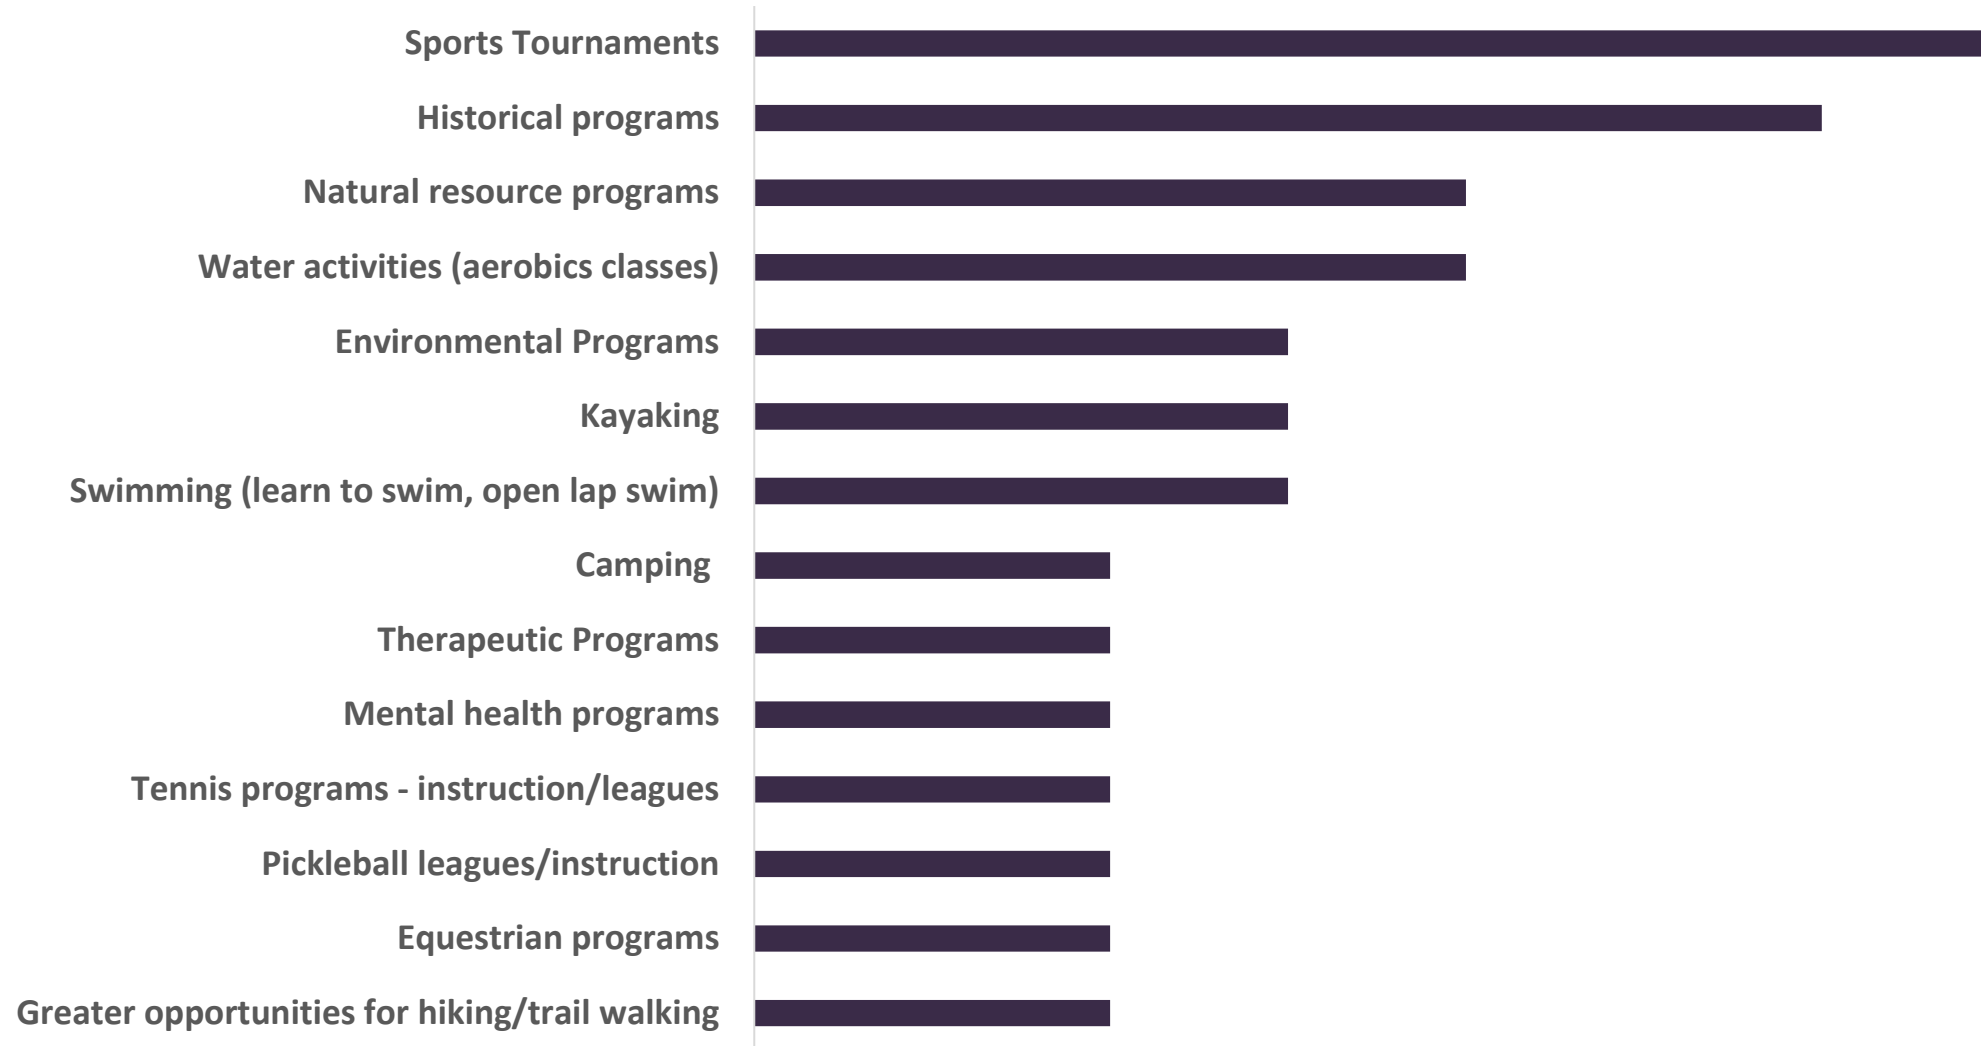 Sports Tournaments
Historical programs
Natural resource programs
Water activities (aerobics classes)
Environmental Programs
Kayaking
Swimming (learn to swim, open lap swim)
Camping
Therapeutic Programs
Mental health programs
Tennis programs - instruction/leagues
Pickleball leagues/instruction
Equestrian programs
Greater opportunities for hiking/trail walking